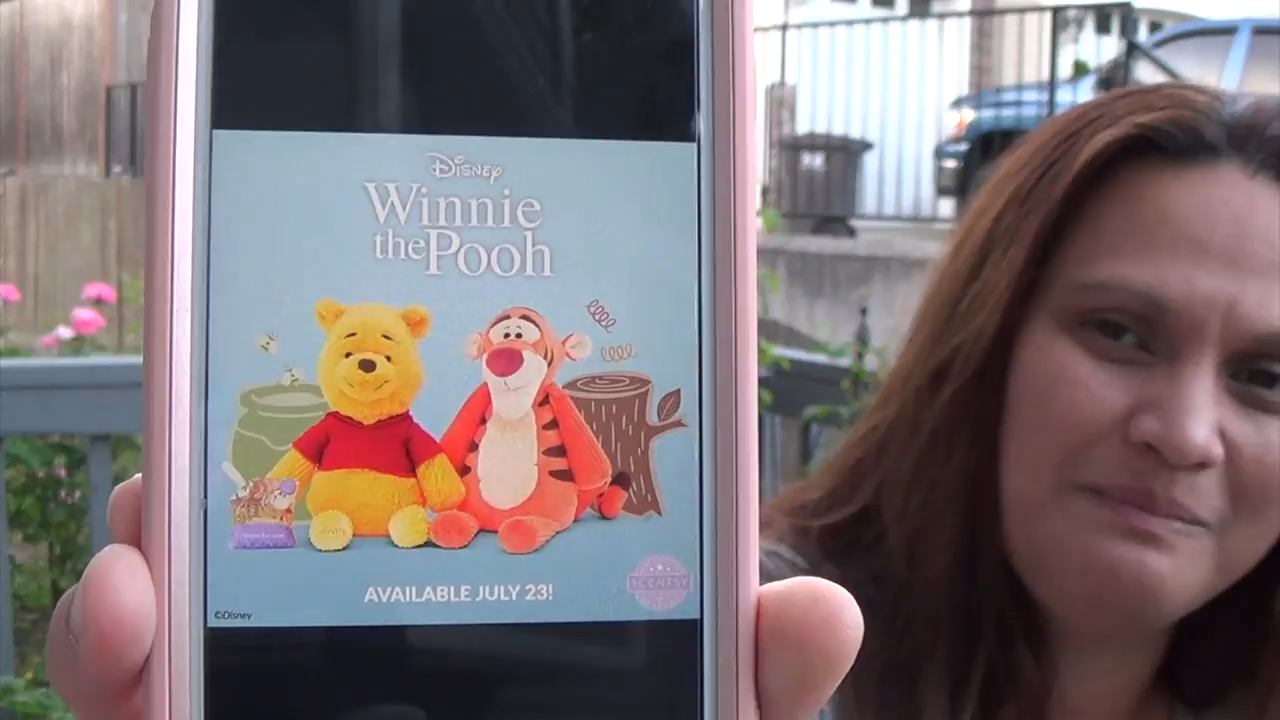 Disney
Winnie
the Pooh
AVAILABLE JULY 23!
SCENTSY
©Disney